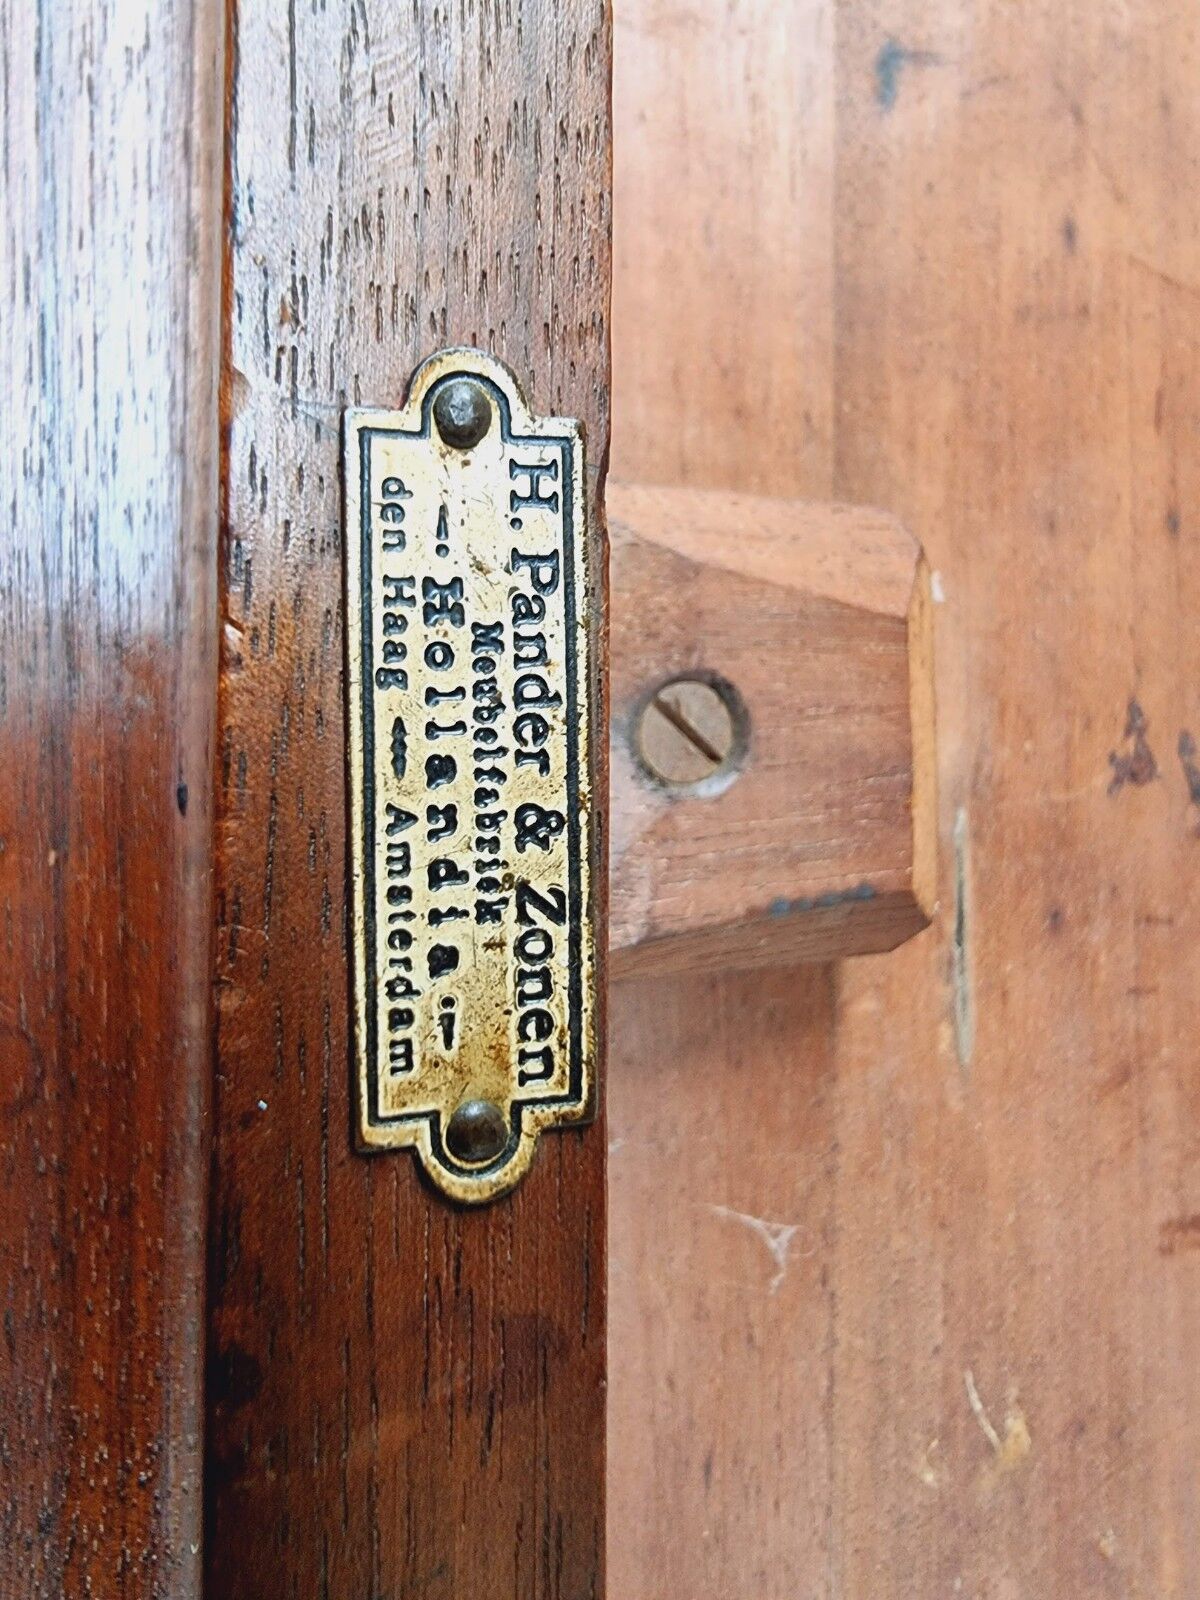 H. Pander & Zonen
Meubelfabriek
Hollandia
den Haag Amsterdam